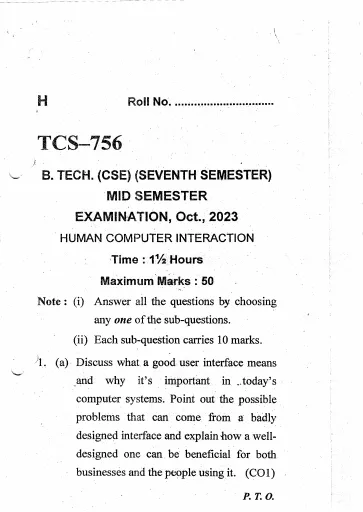 H Roll No. ...............................
TCS–756
B. TECH. (CSE) (SEVENTH SEMESTER)
MID SEMESTER
EXAMINATION, Oct., 2023
HUMAN COMPUTER INTERACTION
Time : 1½ Hours
Maximum Marks : 50
Note : (i) Answer all the questions by choosing
any one of the sub-questions.
(ii) Each sub-question carries 10 marks.
1. (a) Discuss what a good user interface means
and why it's important in today's
computer systems. Point out the possible
problems that can come from a badly
designed interface and explain how a well-
designed one can be beneficial for both
businesses and the people using it. (CO1)
P. T. O.